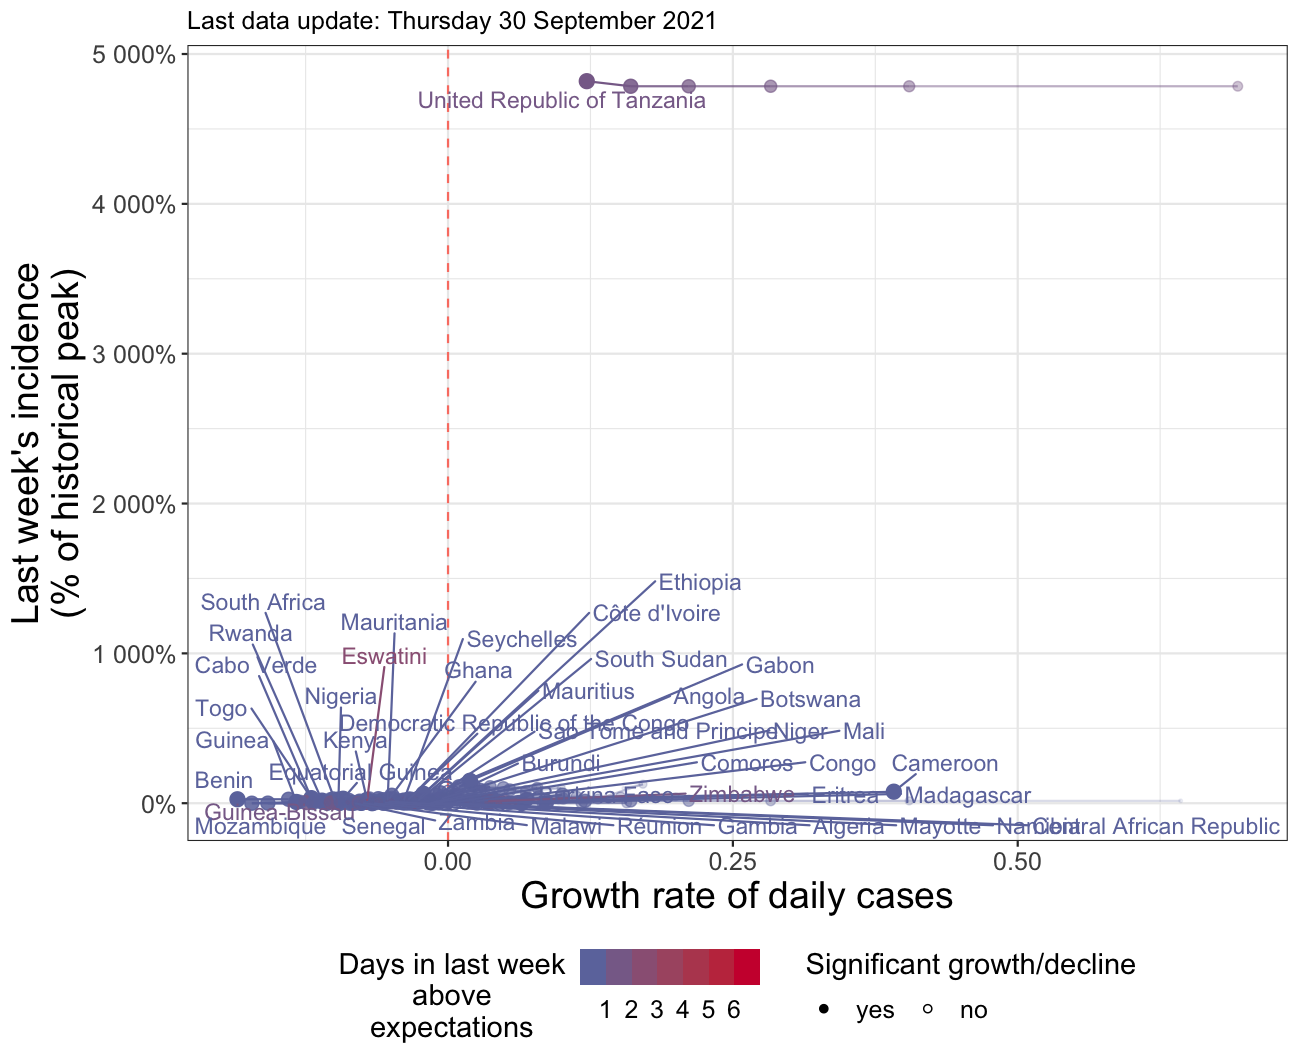 Last data update: Thursday 30 September 2021
5 000%
4 000%
3 000%
2 000%
1 000%
0%
Last week's incidence
(% of historical peak)
United Republic of Tanzania
Ethiopia
South Africa
Côte d'Ivoire
Mauritania
Rwanda
Seychelles
Eswatini
South Sudan
Cabo Verde
Gabon
Ghana
Nigeria
Mauritius
Angola
Botswana
Togo
Democratic Republic of the Congo
Sao Tome and Principe
Niger
Mali
Guinea
Kenya
Burundi
Comoros
Congo
Cameroon
Equatorial Guinea
Benin
Burkina Faso
Zimbabwe
Eritrea
Madagascar
Guinea-Bissau
Mozambique
Senegal
Zambia
Malawi
Réunion
Gambia
Algeria
Mayotte
Namibia
Central African Republic
0.00
0.25
0.50
Growth rate of daily cases
Days in last week
above
expectations
1 2 3 4 5 6
Significant growth/decline
yes
no